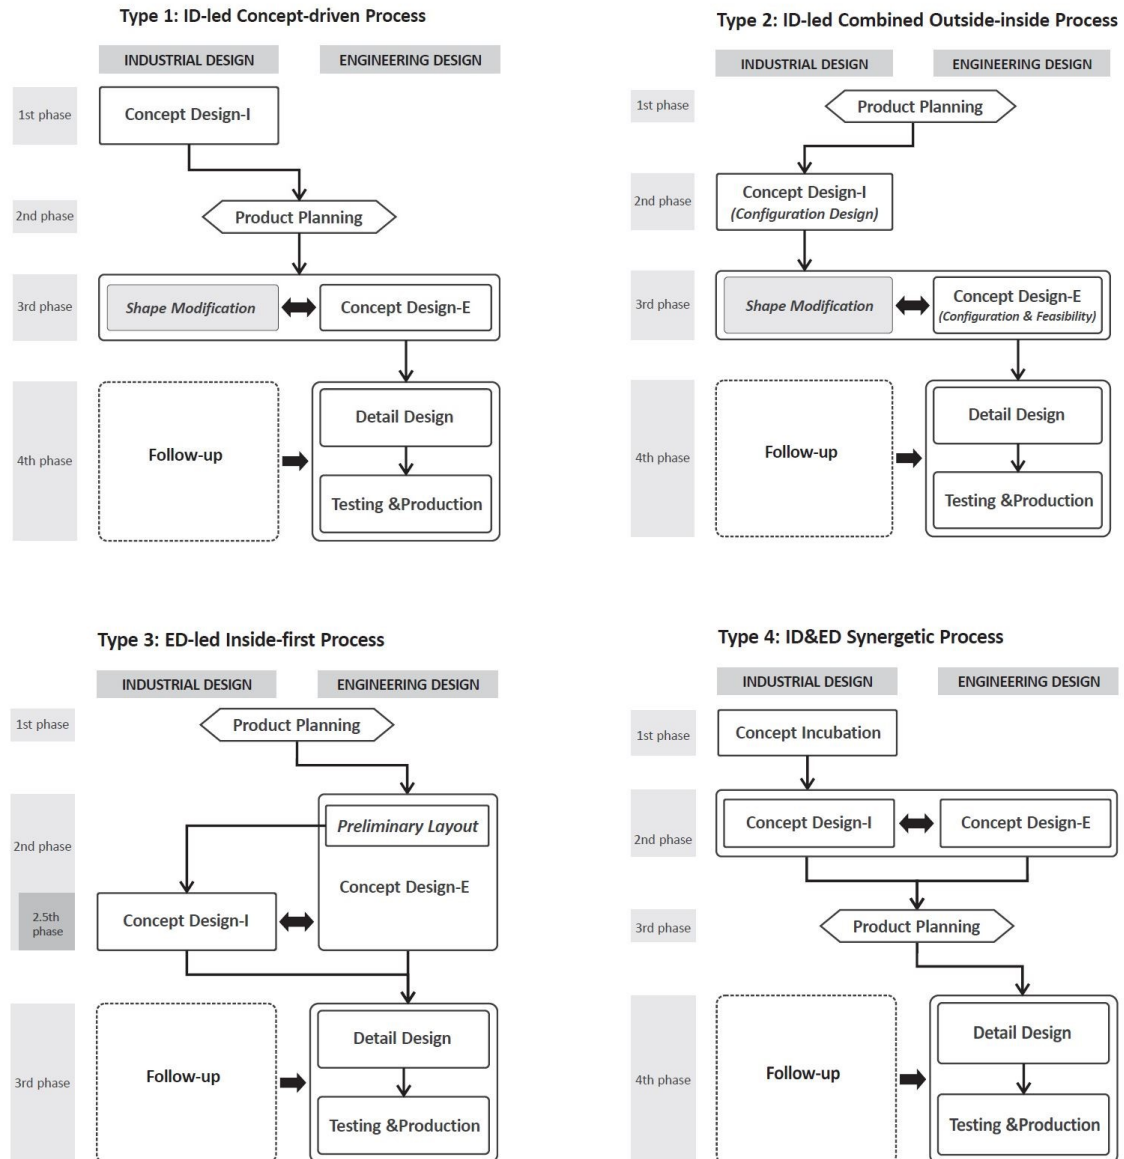 Type 1: ID-led Concept-driven Process
INDUSTRIAL DESIGN
ENGINEERING DESIGN
1st phase
Concept Design-I
2nd phase
Product Planning
3rd phase
Shape Modification
Concept Design-E
4th phase
Follow-up
Detail Design
Testing &Production
Type 2: ID-led Combined Outside-inside Process
INDUSTRIAL DESIGN
ENGINEERING DESIGN
1st phase
Product Planning
2nd phase
Concept Design-I
(Configuration Design)
3rd phase
Shape Modification
Concept Design-E
(Configuration & Feasibility)
4th phase
Follow-up
Detail Design
Testing &Production
Type 3: ED-led Inside-first Process
INDUSTRIAL DESIGN
ENGINEERING DESIGN
1st phase
Product Planning
2nd phase
Preliminary Layout
Concept Design-E
2.5th
phase
Concept Design-I
3rd phase
Follow-up
Detail Design
Testing &Production
Type 4: ID&ED Synergetic Process
INDUSTRIAL DESIGN
ENGINEERING DESIGN
1st phase
Concept Incubation
2nd phase
Concept Design-I
Concept Design-E
3rd phase
Product Planning
4th phase
Follow-up
Detail Design
Testing &Production